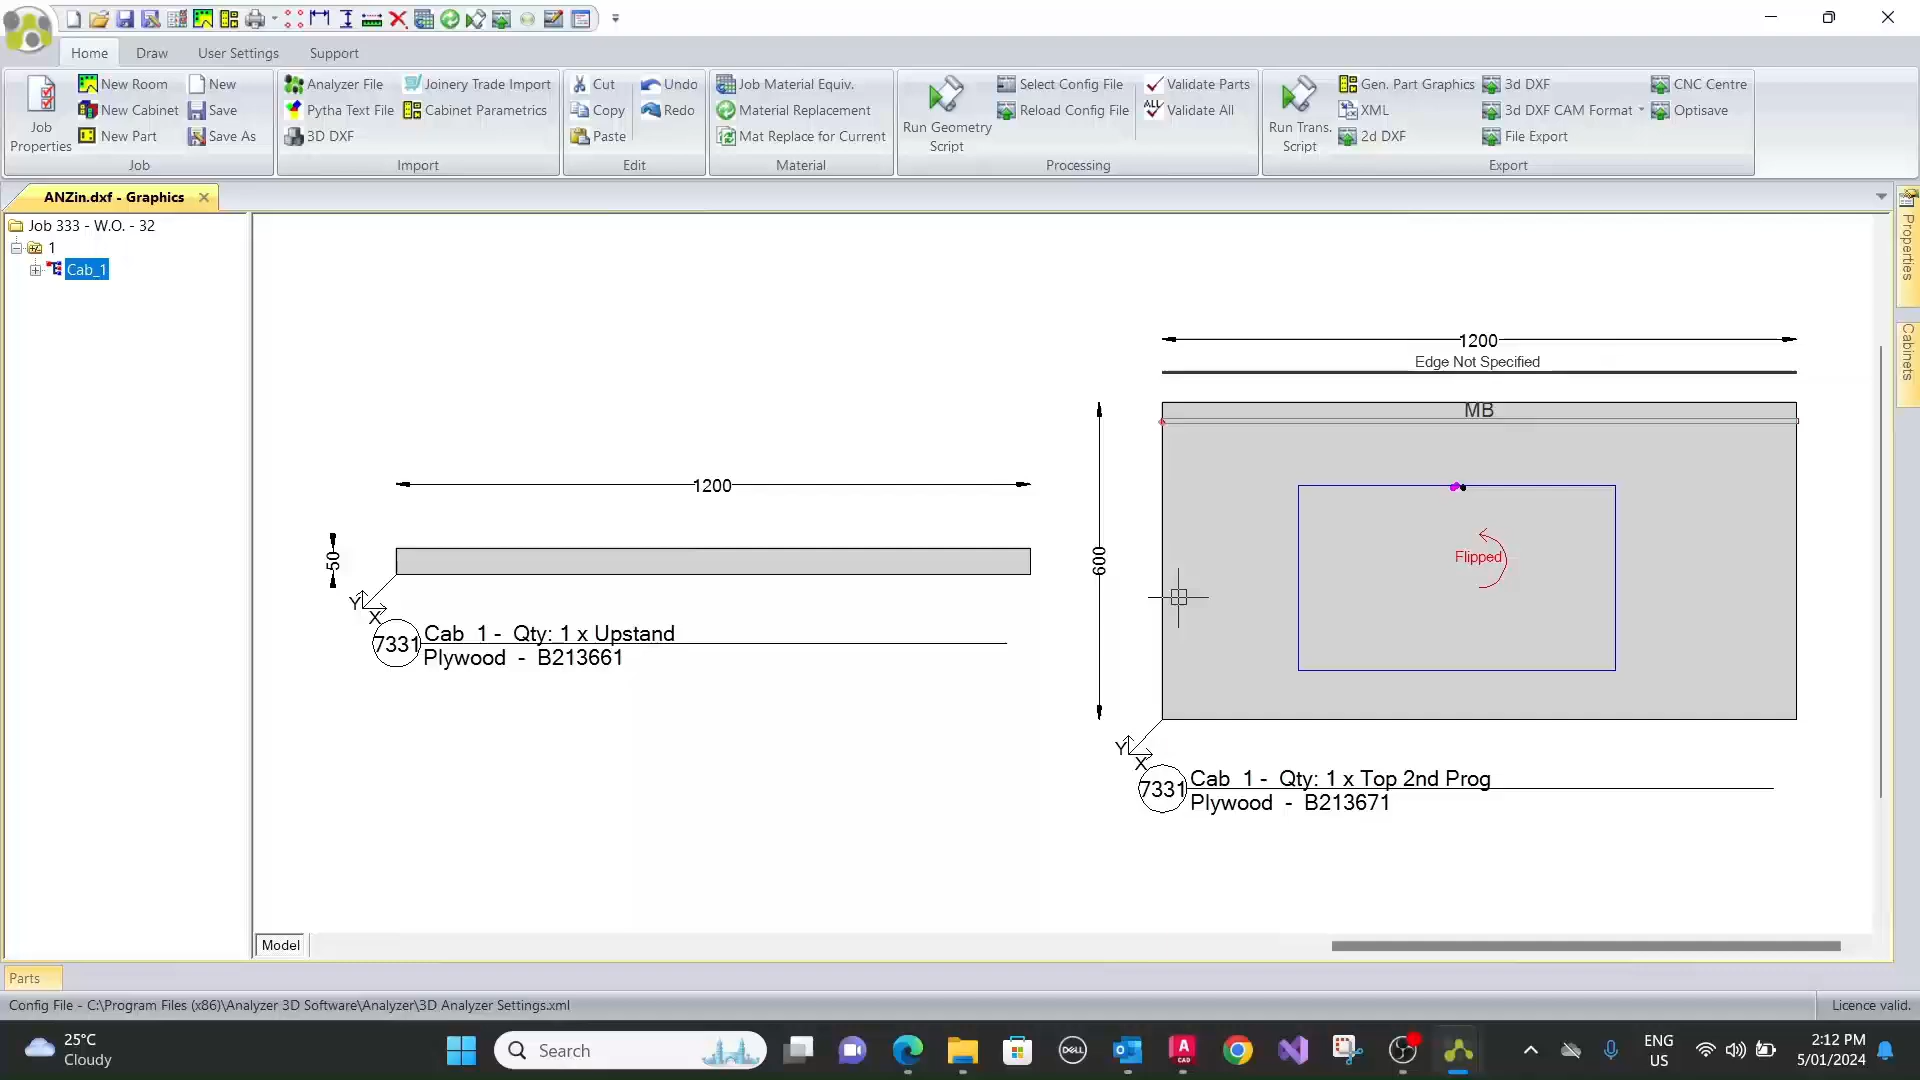 Home Draw User Settings Support
Job Properties
New Room
New Cabinet
New Part
New
Save
Save As
Job
Analyzer File
Pytha Text File
3D DXF
Joinery Trade Import
Cabinet Parametrics
Import
Cut
Copy
Paste
Undo
Redo
Edit
Job Material Equiv.
Material Replacement
Mat Replace for Current
Material
Run Geometry Script
Select Config File
Reload Config File
Validate Parts
ALL Validate All
Processing
Run Trans. Script
Gen. Part Graphics
XML
2d DXF
3d DXF
3d DXF CAM Format
File Export
CNC Centre
Optisave
Export
ANZin.dxf - Graphics
Job 333 - W.O. - 32
1
Cab_1
Properties
Cabinets
1200
50
Y
X
7331
Cab 1 - Qty: 1 x Upstand
Plywood - B213661
1200
Edge Not Specified
MB
600
Flipped
Y
X
7331
Cab 1 - Qty: 1 x Top 2nd Prog
Plywood - B213671
Model
Parts
Config File - C:\Program Files (x86)\Analyzer 3D Software\Analyzer\3D Analyzer Settings.xml
Licence valid.
25°C
Cloudy
Search
DELL
A
CAD
ENG
US
2:12 PM
5/01/2024